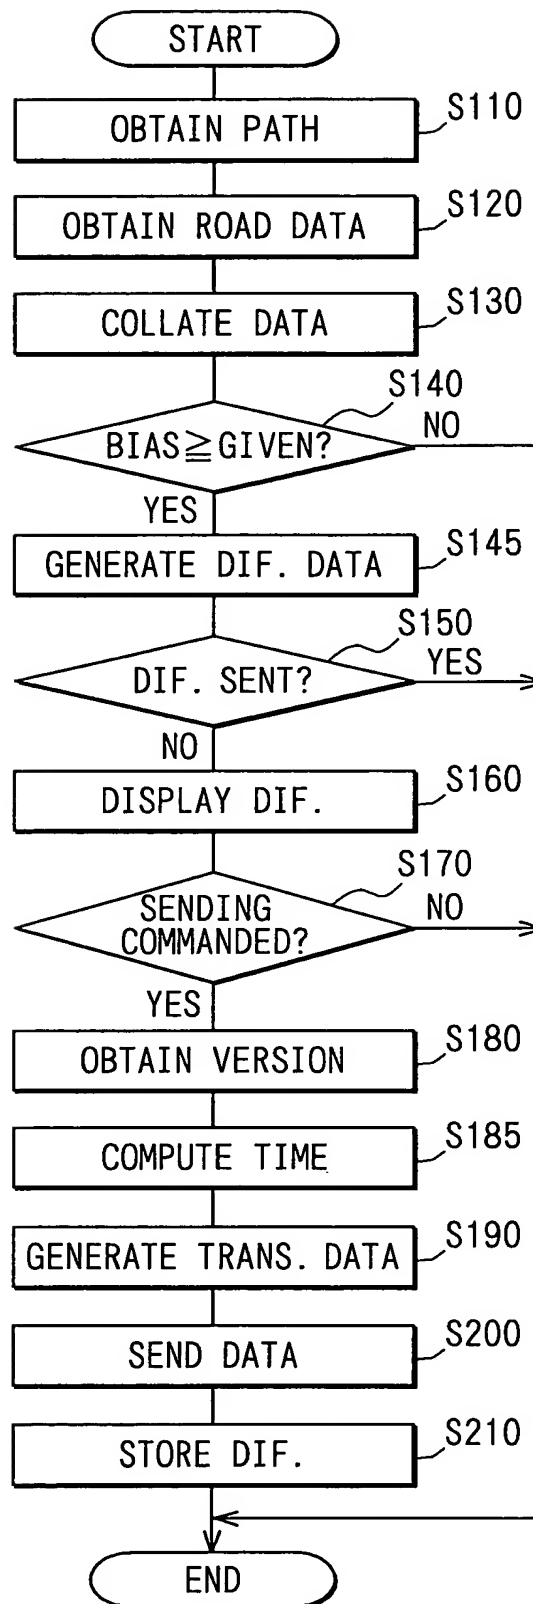 START
OBTAIN PATH
S110
OBTAIN ROAD DATA
S120
COLLATE DATA
S130
S140
BIAS≧GIVEN?
NO
YES
GENERATE DIF. DATA
S145
S150
DIF. SENT?
YES
NO
DISPLAY DIF.
S160
S170
SENDING
COMMANDED?
NO
YES
OBTAIN VERSION
S180
COMPUTE TIME
S185
GENERATE TRANS. DATA
S190
SEND DATA
S200
STORE DIF.
S210
END